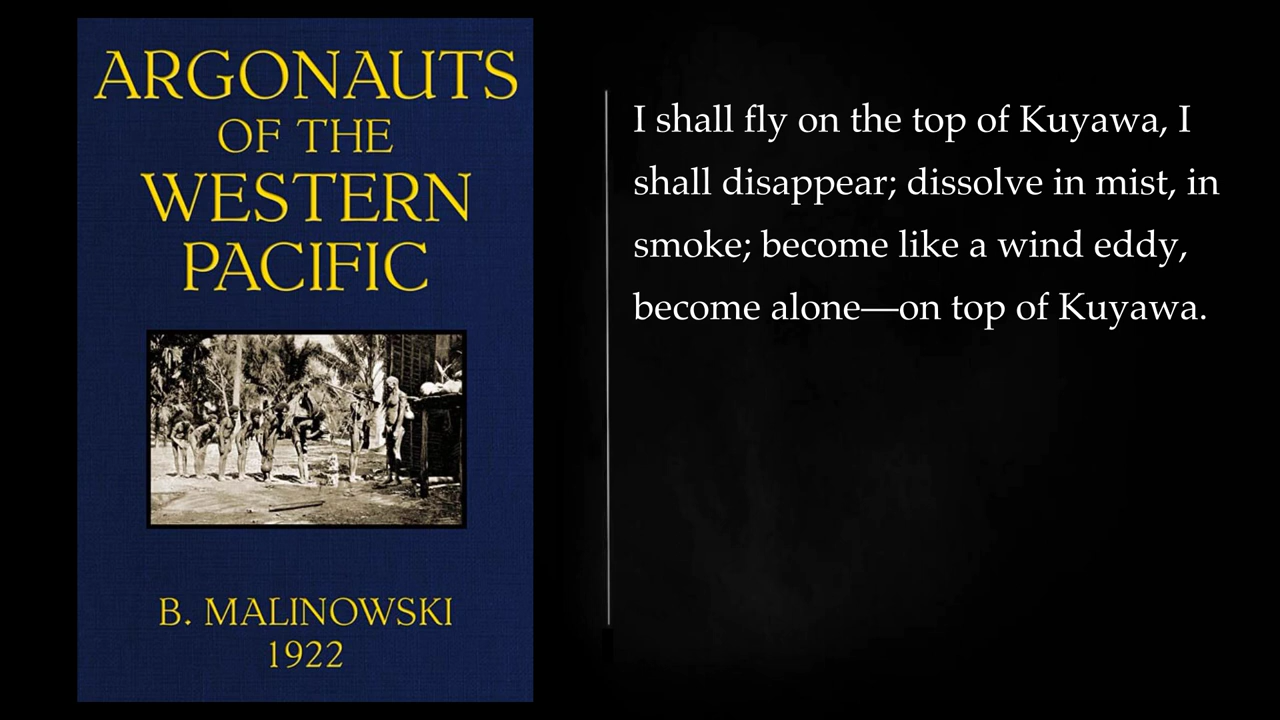 ARGONAUTS
OF THE
WESTERN
PACIFIC
B. MALINOWSKI
1922
I shall fly on the top of Kuyawa, I
shall disappear; dissolve in mist, in
smoke; become like a wind eddy,
become alone—on top of Kuyawa.